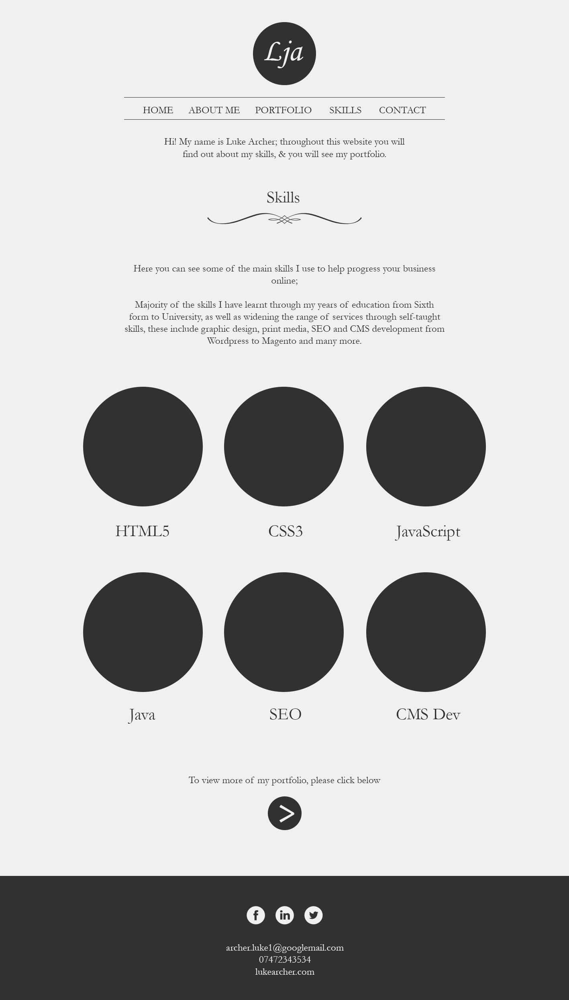 Lja
HOME ABOUT ME PORTFOLIO SKILLS CONTACT
Hi! My name is Luke Archer; throughout this website you will
find out about my skills, & you will see my portfolio.
Skills
Here you can see some of the main skills I use to help progress your business
online;
Majority of the skills I have learnt through my years of education from Sixth
form to University, as well as widening the range of services through self-taught
skills, these include graphic design, print media, SEO and CMS development from
Wordpress to Magento and many more.
HTML5 CSS3 JavaScript
Java SEO CMS Dev
To view more of my portfolio, please click below
>
f in
archer.luke1@googlemail.com
07472343534
lukearcher.com